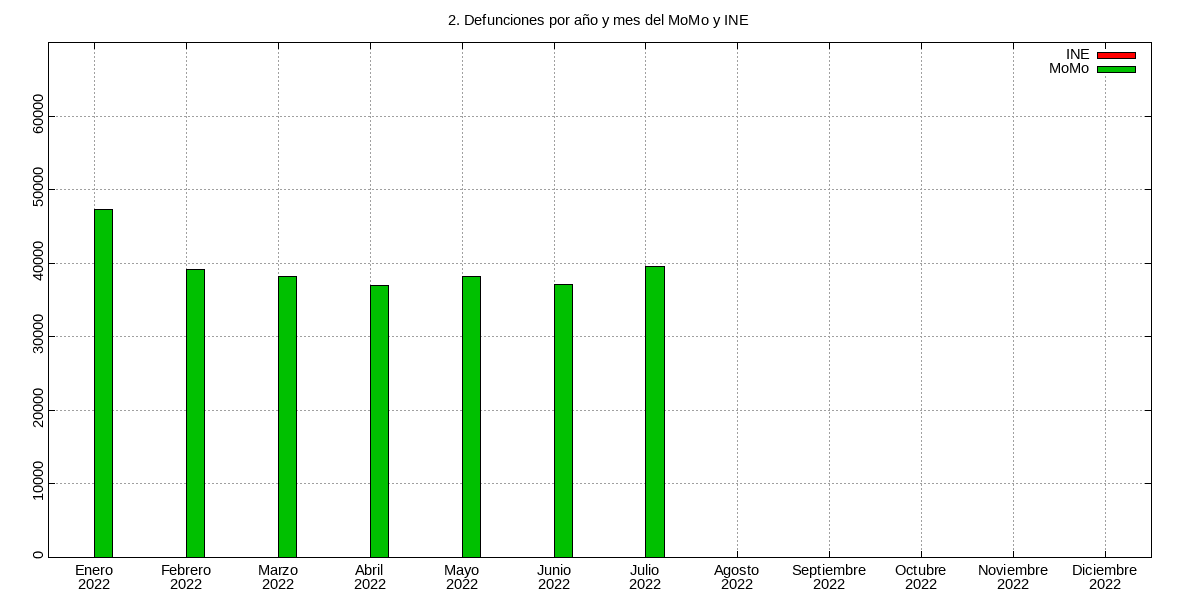 2. Defunciones por año y mes del MoMo y INE
INE
MoMo
60000
50000
40000
30000
20000
10000
0
Enero
2022
Febrero
2022
Marzo
2022
Abril
2022
Mayo
2022
Junio
2022
Julio
2022
Agosto
2022
Septiembre
2022
Octubre
2022
Noviembre
2022
Diciembre
2022